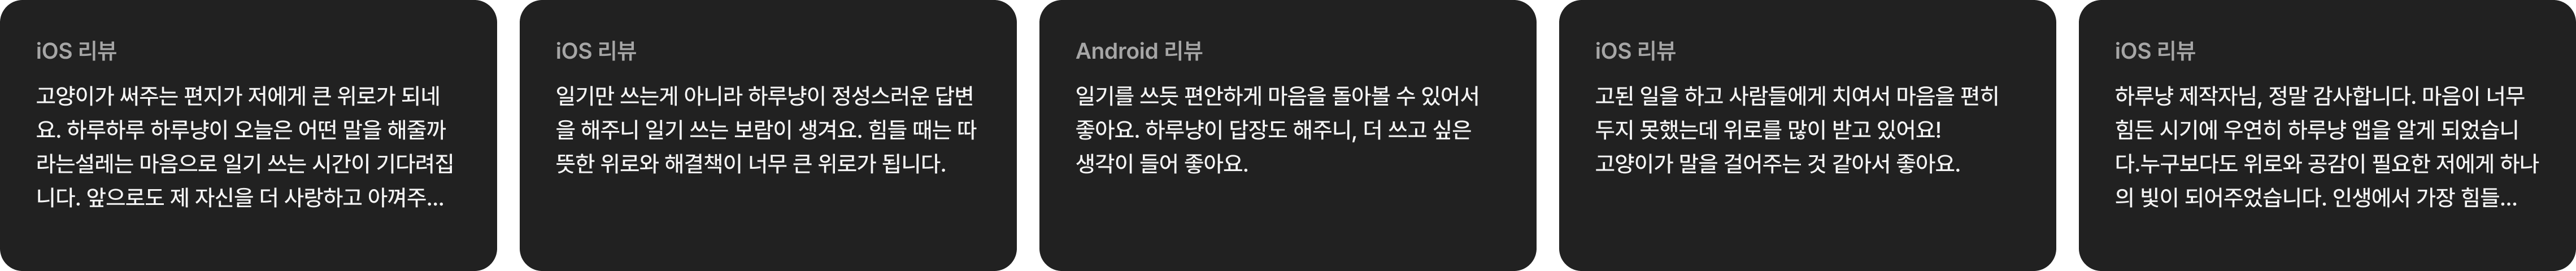 iOS 리뷰
고양이가 써주는 편지가 저에게 큰 위로가 되네
요. 하루하루 하루냥이 오늘은 어떤 말을 해줄까
라는설레는 마음으로 일기 쓰는 시간이 기다려집
니다. 앞으로도 제 자신을 더 사랑하고 아껴주...
iOS 리뷰
일기만 쓰는게 아니라 하루냥이 정성스러운 답변
을 해주니 일기 쓰는 보람이 생겨요. 힘들 때는 따
뜻한 위로와 해결책이 너무 큰 위로가 됩니다.
Android 리뷰
일기를 쓰듯 편안하게 마음을 돌아볼 수 있어서
좋아요. 하루냥이 답장도 해주니, 더 쓰고 싶은
생각이 들어 좋아요.
iOS 리뷰
고된 일을 하고 사람들에게 치여서 마음을 편히
두지 못했는데 위로를 많이 받고 있어요!
고양이가 말을 걸어주는 것 같아서 좋아요.
iOS 리뷰
하루냥 제작자님, 정말 감사합니다. 마음이 너무
힘든 시기에 우연히 하루냥 앱을 알게 되었습니
다.누구보다도 위로와 공감이 필요한 저에게 하나
의 빛이 되어주었습니다. 인생에서 가장 힘들...